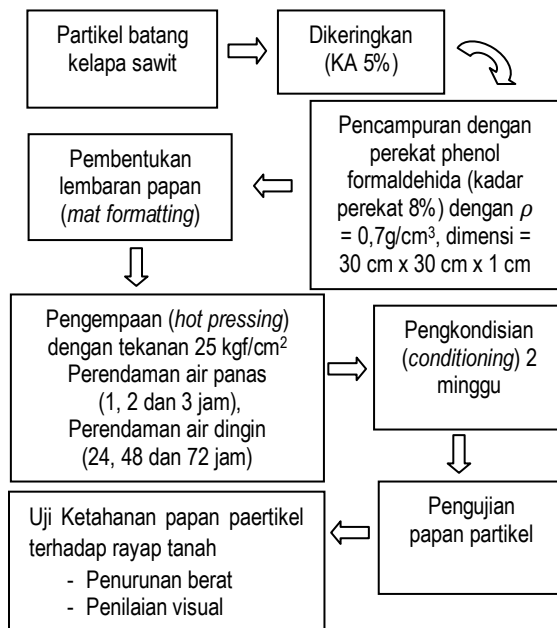 Partikel batang
kelapa sawit
Dikeringkan
(KA 5%)
Pencampuran dengan
perekat phenol
formaldehida (kadar
perekat 8%) dengan ρ
= 0,7g/cm³, dimensi =
30 cm x 30 cm x 1 cm
Pembentukan
lembaran papan
(mat formatting)
Pengempaan (hot pressing)
dengan tekanan 25 kgf/cm²
Perendaman air panas
(1, 2 dan 3 jam),
Perendaman air dingin
(24, 48 dan 72 jam)
Pengkondisian
(conditioning) 2
minggu
Pengujian
papan partikel
Uji Ketahanan papan paertikel
terhadap rayap tanah
- Penurunan berat
- Penilaian visual